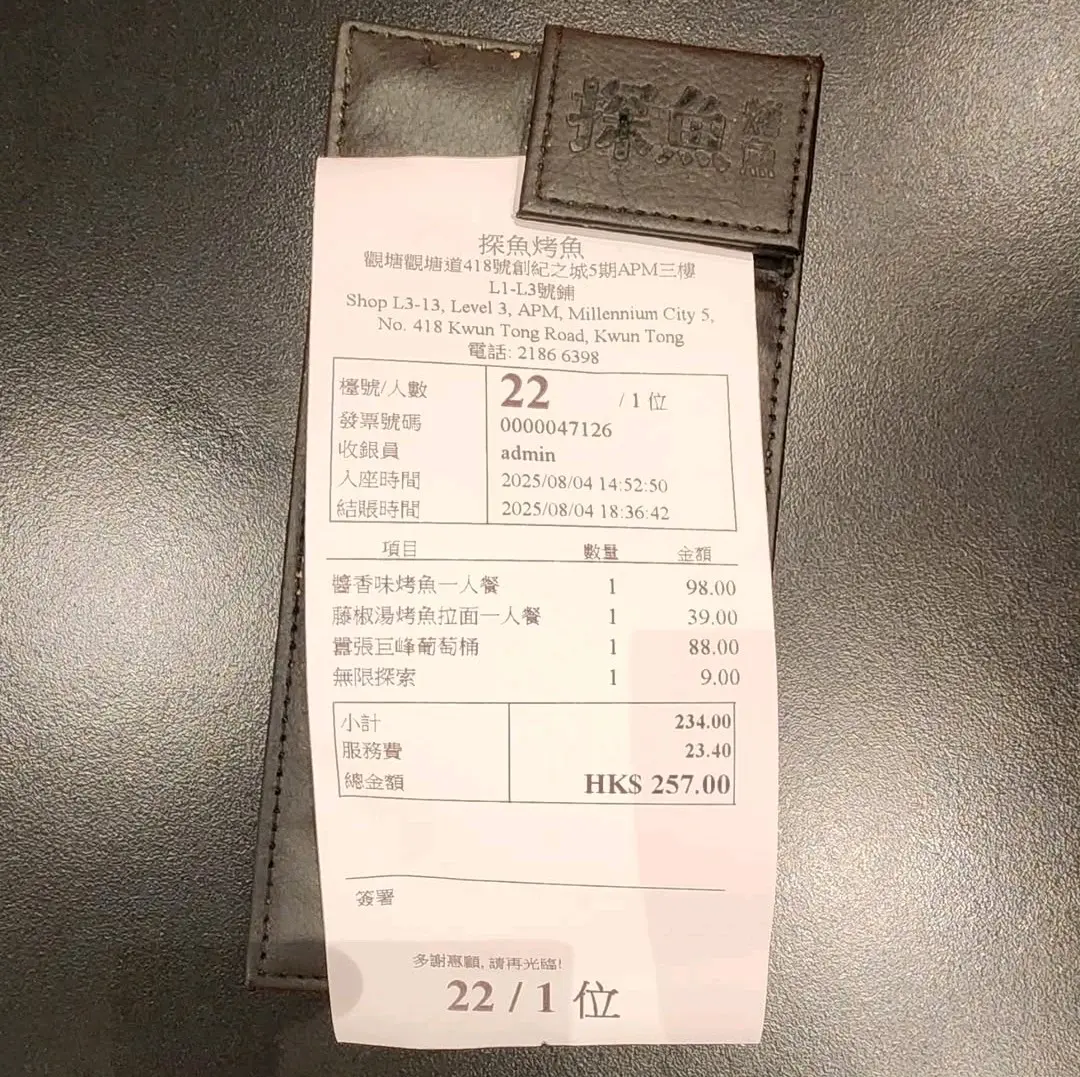 探魚 烤魚
探魚烤魚
觀塘觀塘道418號創紀之城5期APM三樓
L1-L3號鋪
Shop L3-13, Level 3, APM, Millennium City 5,
No. 418 Kwun Tong Road, Kwun Tong
電話: 2186 6398
檯號/人數 22 / 1 位
發票號碼 0000047126
收銀員 admin
入座時間 2025/08/04 14:52:50
結賬時間 2025/08/04 18:36:42
項目 數量 金額
醬香味烤魚一人餐 1 98.00
藤椒湯烤魚拉面一人餐 1 39.00
囂張巨峰葡萄桶 1 88.00
無限探索 1 9.00
小計 234.00
服務費 23.40
總金額 HK$ 257.00
簽署
多謝惠顧, 請再光臨!
22 / 1 位